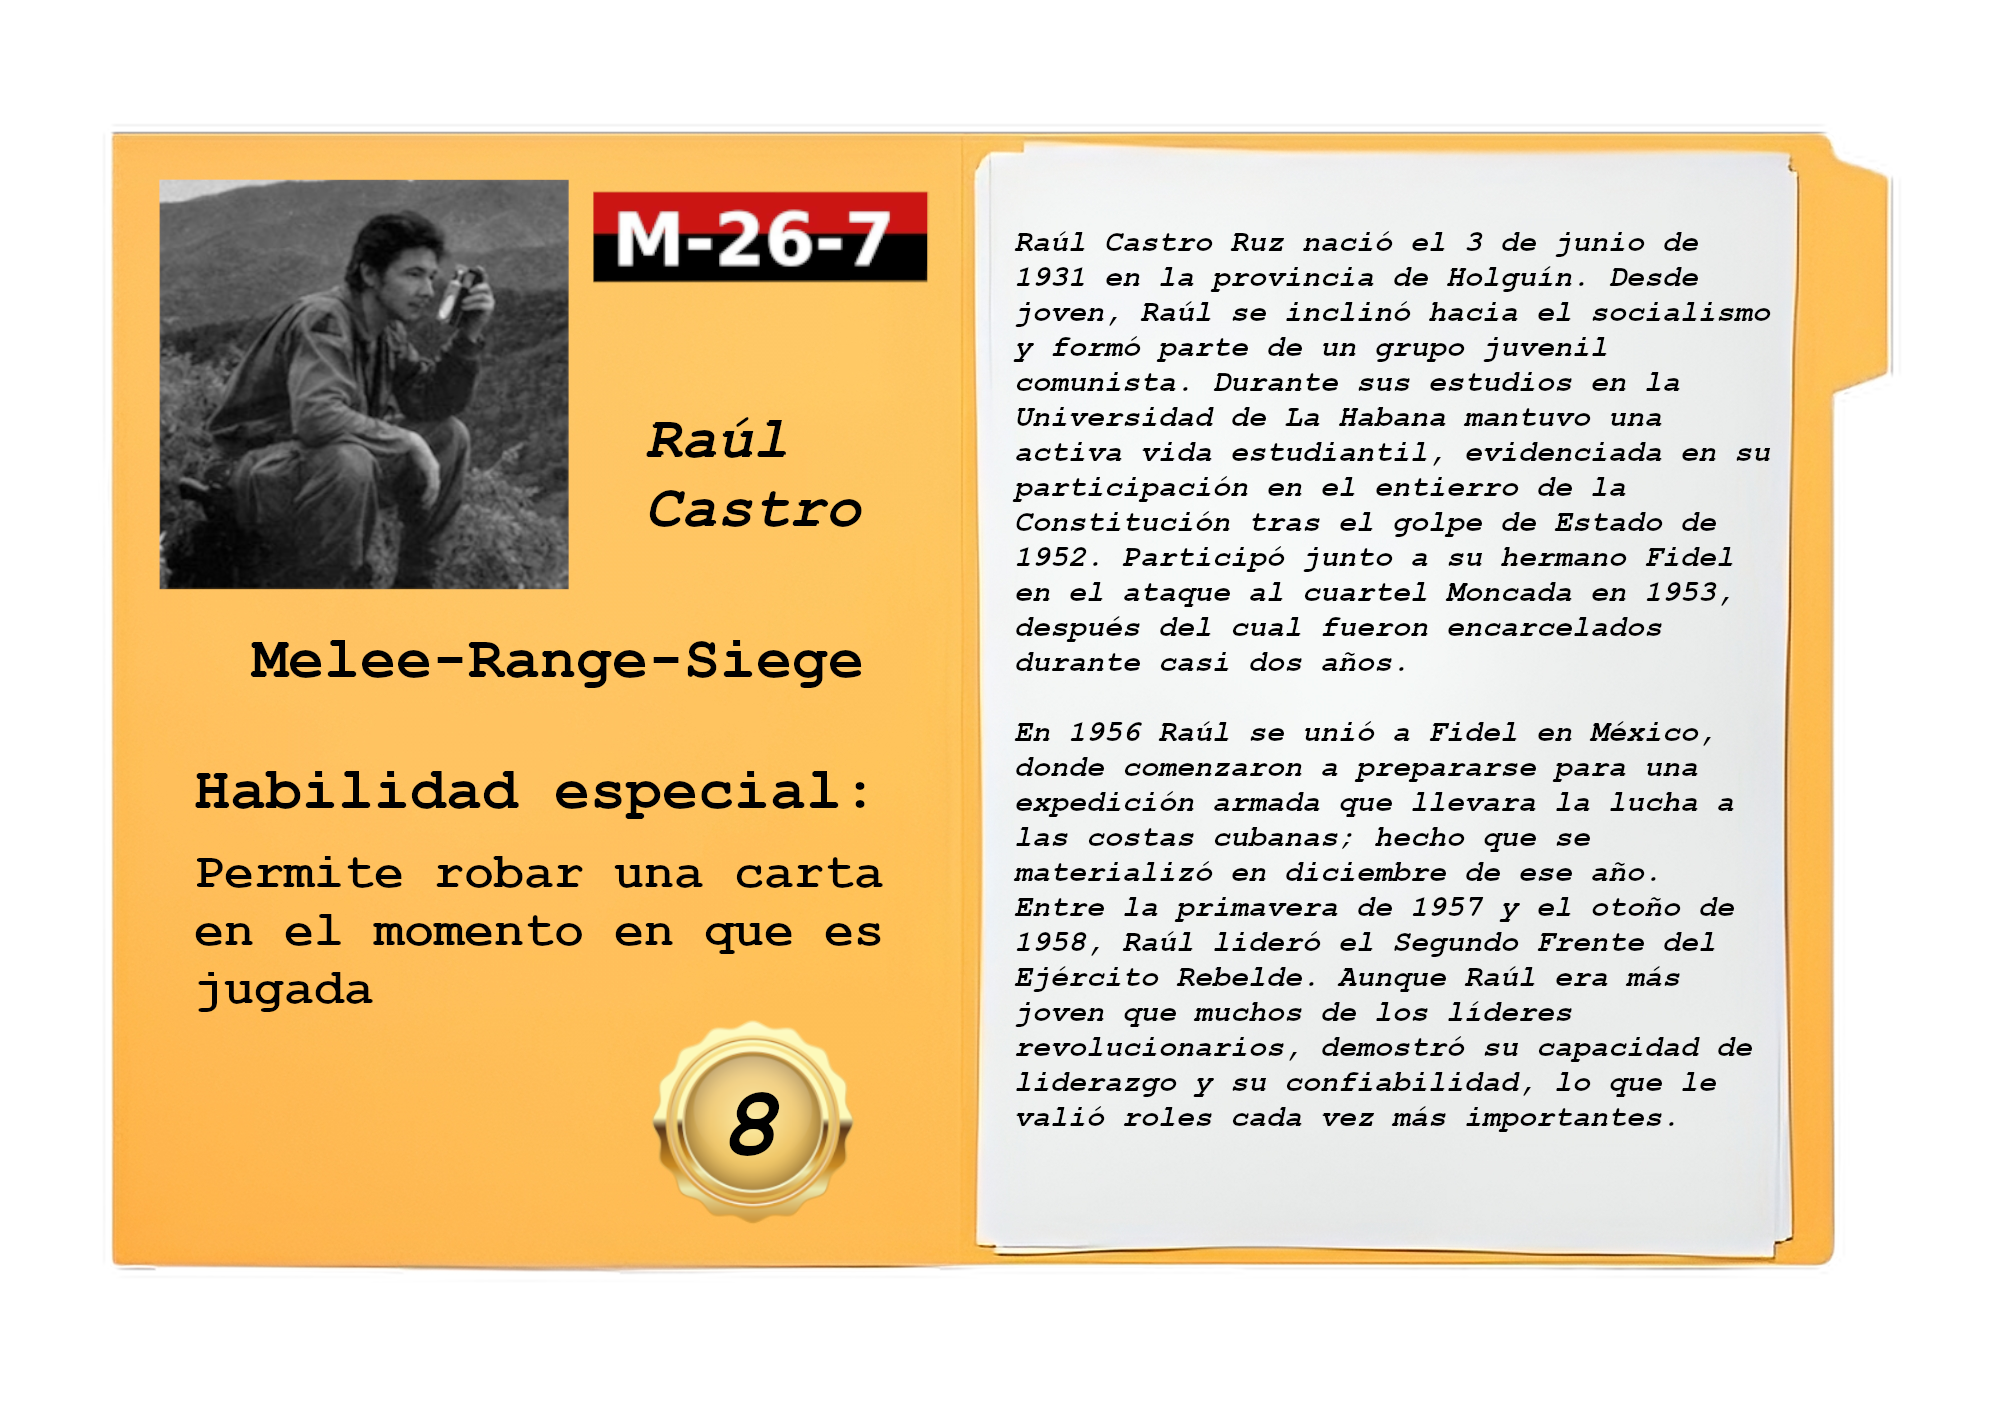 M-26-7
Raúl
Castro
Melee-Range-Siege
Habilidad especial:
Permite robar una carta
en el momento en que es
jugada
8
Raúl Castro Ruz nació el 3 de junio de
1931 en la provincia de Holguín. Desde
joven, Raúl se inclinó hacia el socialismo
y formó parte de un grupo juvenil
comunista. Durante sus estudios en la
Universidad de La Habana mantuvo una
activa vida estudiantil, evidenciada en su
participación en el entierro de la
Constitución tras el golpe de Estado de
1952. Participó junto a su hermano Fidel
en el ataque al cuartel Moncada en 1953,
después del cual fueron encarcelados
durante casi dos años.
En 1956 Raúl se unió a Fidel en México,
donde comenzaron a prepararse para una
expedición armada que llevara la lucha a
las costas cubanas; hecho que se
materializó en diciembre de ese año.
Entre la primavera de 1957 y el otoño de
1958, Raúl lideró el Segundo Frente del
Ejército Rebelde. Aunque Raúl era más
joven que muchos de los líderes
revolucionarios, demostró su capacidad de
liderazgo y su confiabilidad, lo que le
valió roles cada vez más importantes.